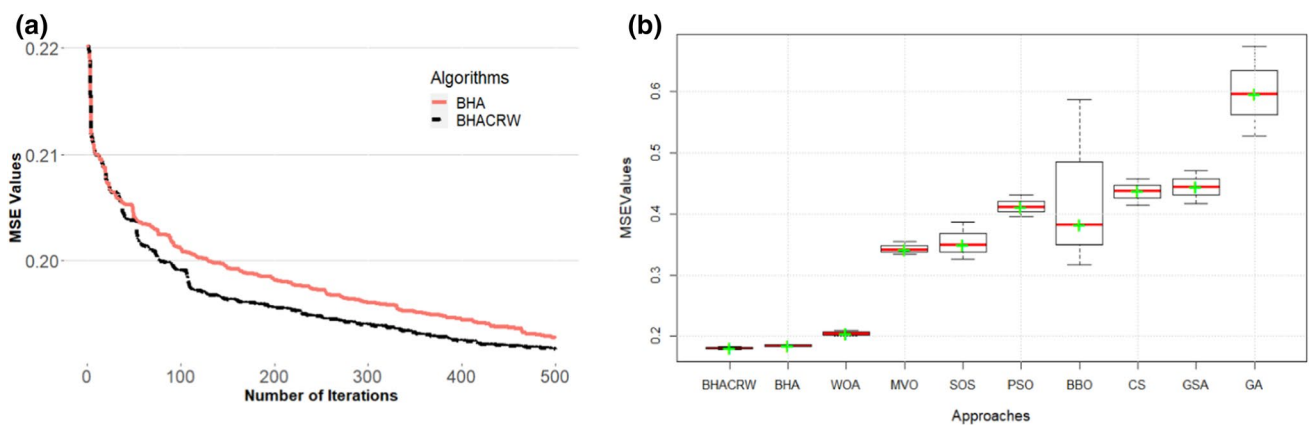 (a)
0.22
0.21
0.20
MSE Values
Algorithms
BHA
BHACRW
0 100 200 300 400 500
Number of Iterations
(b)
0.6
0.5
0.4
0.3
0.2
MSEValues
BHACRW BHA WOA MVO SOS PSO BBO CS GSA GA
Approaches